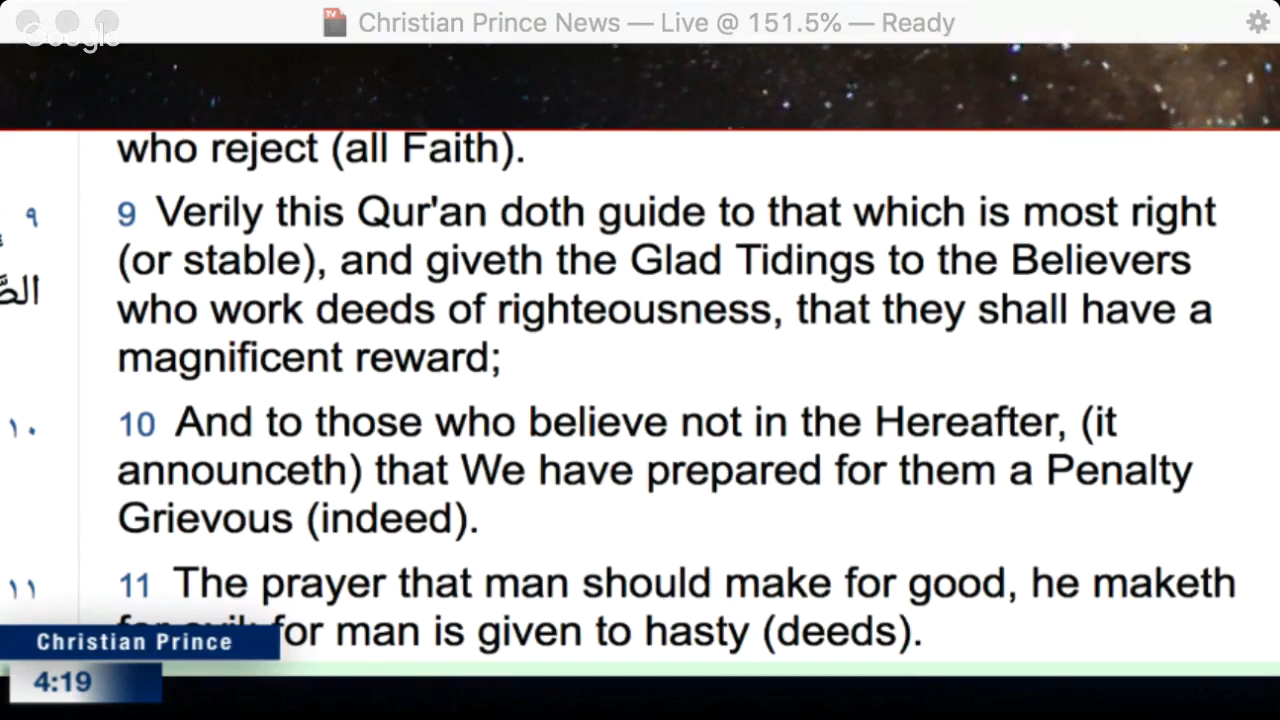 Christian Prince News — Live @ 151.5% — Ready
Google
who reject (all Faith).
٩ 9 Verily this Qur'an doth guide to that which is most right
(or stable), and giveth the Glad Tidings to the Believers
who work deeds of righteousness, that they shall have a
magnificent reward;
١٠ 10 And to those who believe not in the Hereafter, (it
announceth) that We have prepared for them a Penalty
Grievous (indeed).
١١ 11 The prayer that man should make for good, he maketh
for man is given to hasty (deeds).
Christian Prince
4:19